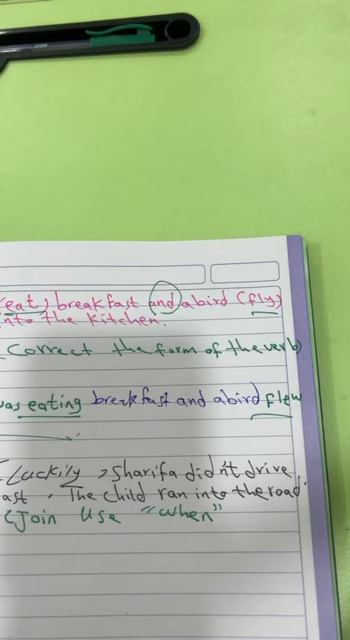 (eat) breakfast and a bird (fly)
into the kitchen.
Correct the form of the verb)
was eating breakfast and a bird flew
Luckily, Sharifa didn't drive
fast. The child ran into the road.
(Join Use "when"